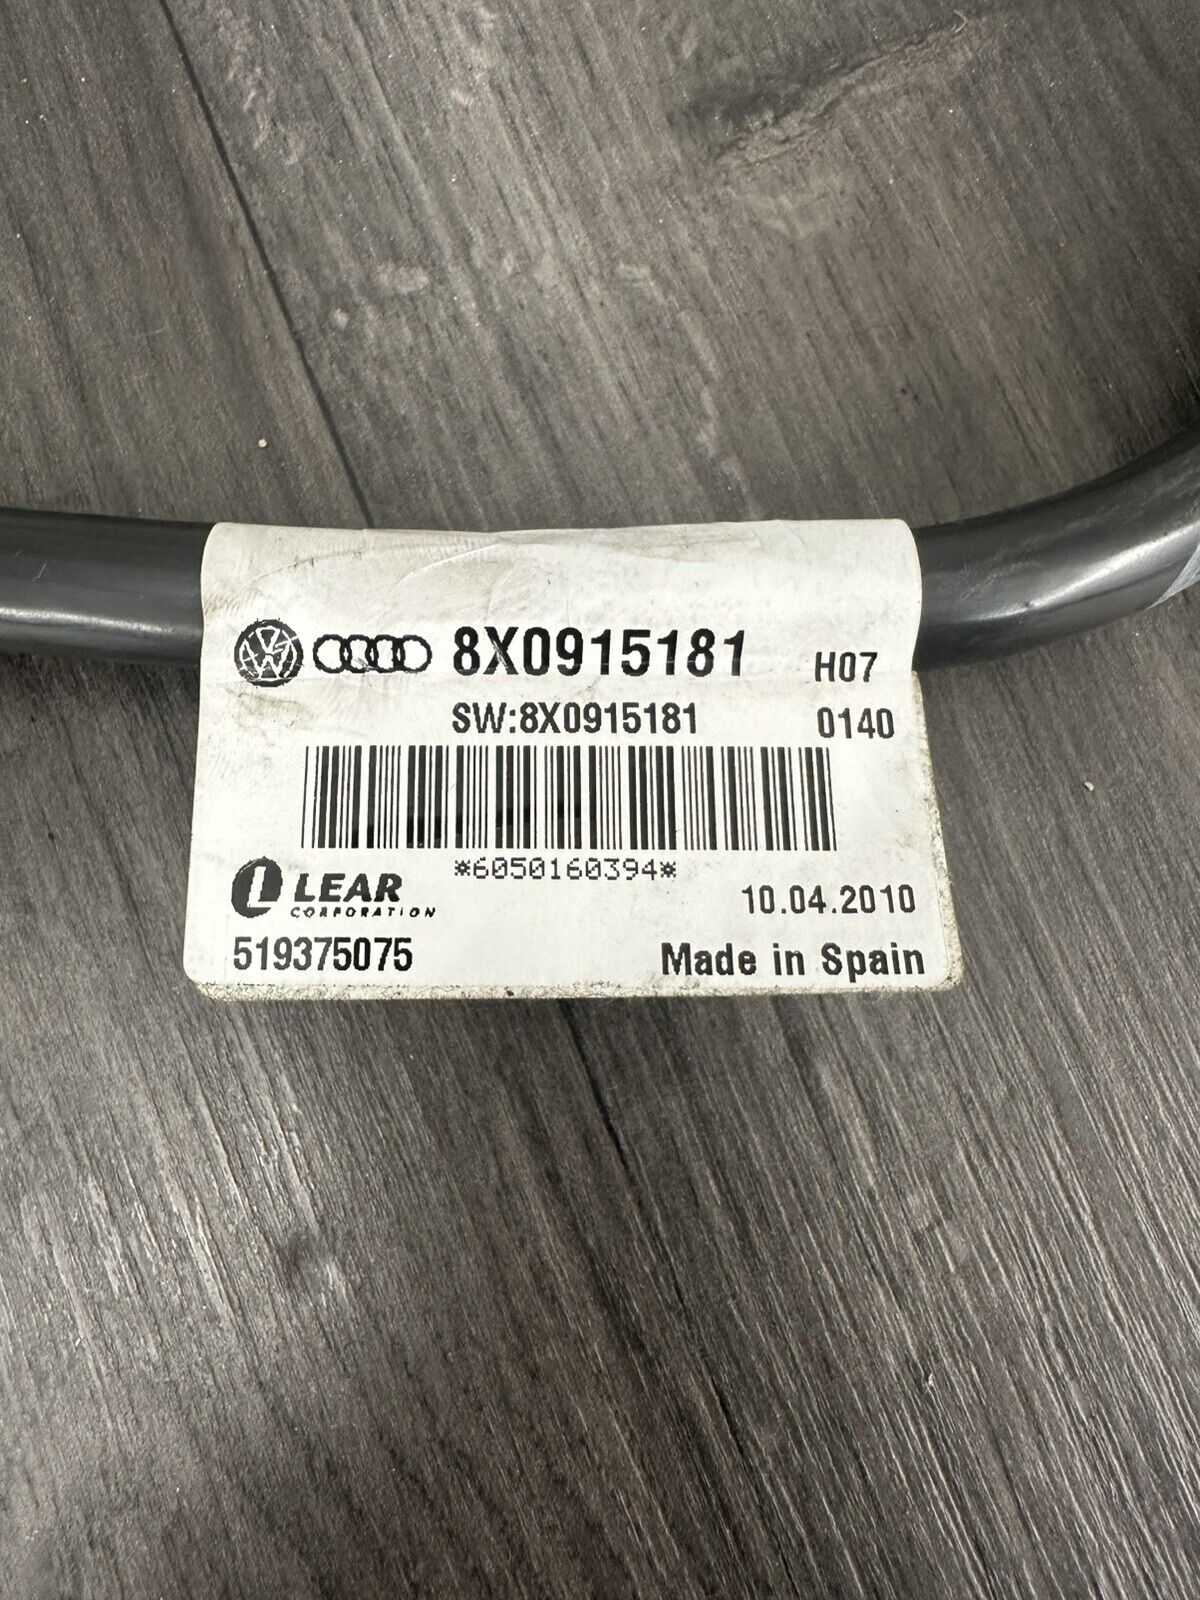 8X0915181 H07
SW:8X0915181 0140
*6050160394*
LEAR
CORPORATION
10.04.2010
519375075
Made in Spain